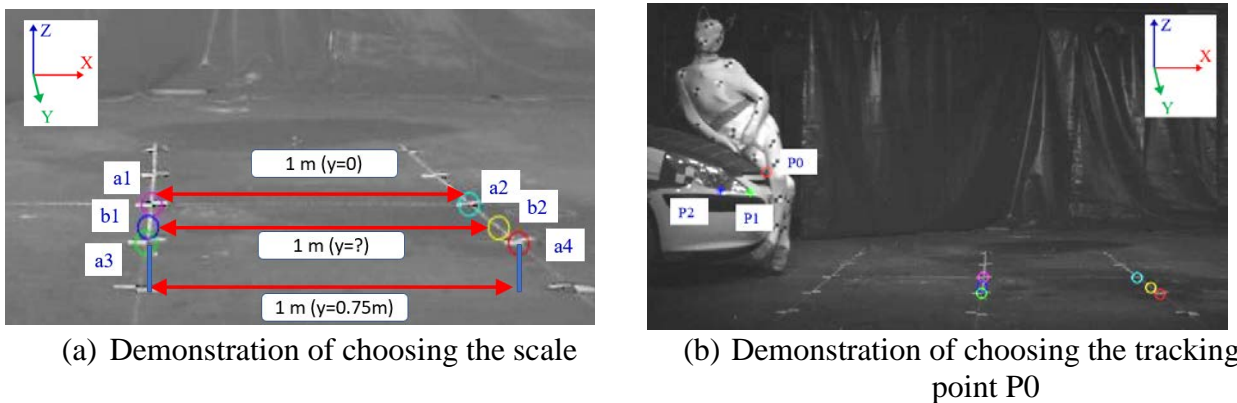 Z
X
Y
1 m (y=0)
a1
a2
b1
b2
1 m (y=?)
a3
a4
1 m (y=0.75m)
(a) Demonstration of choosing the scale
Z
X
Y
P0
P2
P1
(b) Demonstration of choosing the tracking
point P0